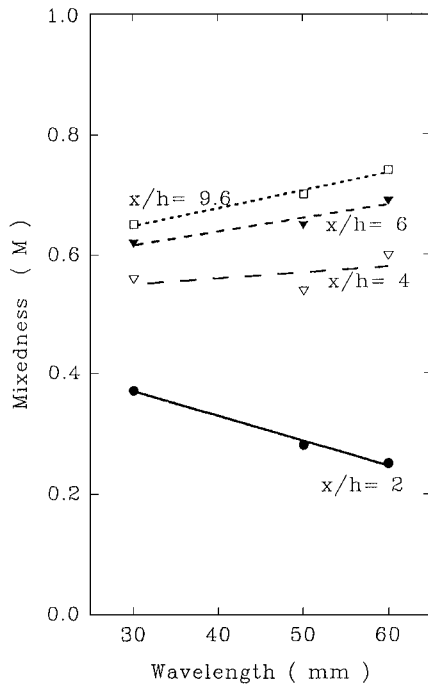 1.0
0.8
0.6
0.4
0.2
0.0
Mixedness ( M )
x/h= 9.6
x/h= 6
x/h= 4
x/h= 2
30 40 50 60
Wavelength ( mm )